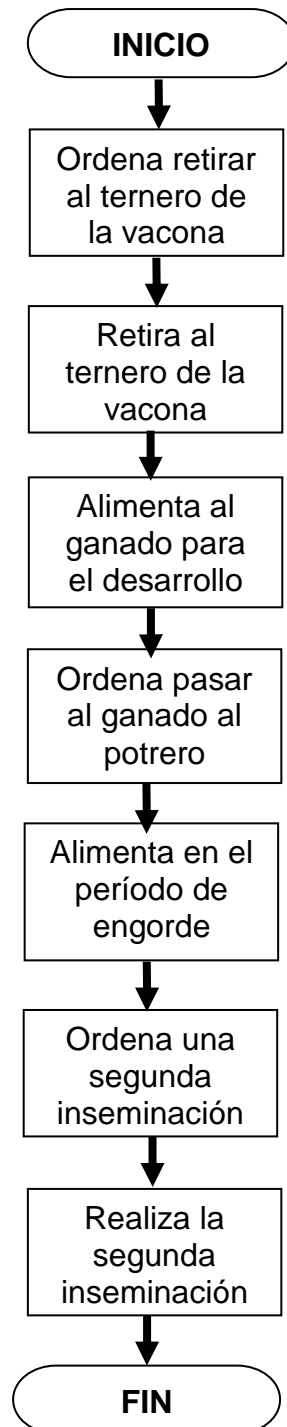 INICIO
Ordena retirar
al ternero de
la vacona
Retira al
ternero de la
vacona
Alimenta al
ganado para
el desarrollo
Ordena pasar
al ganado al
potrero
Alimenta en el
período de
engorde
Ordena una
segunda
inseminación
Realiza la
segunda
inseminación
FIN